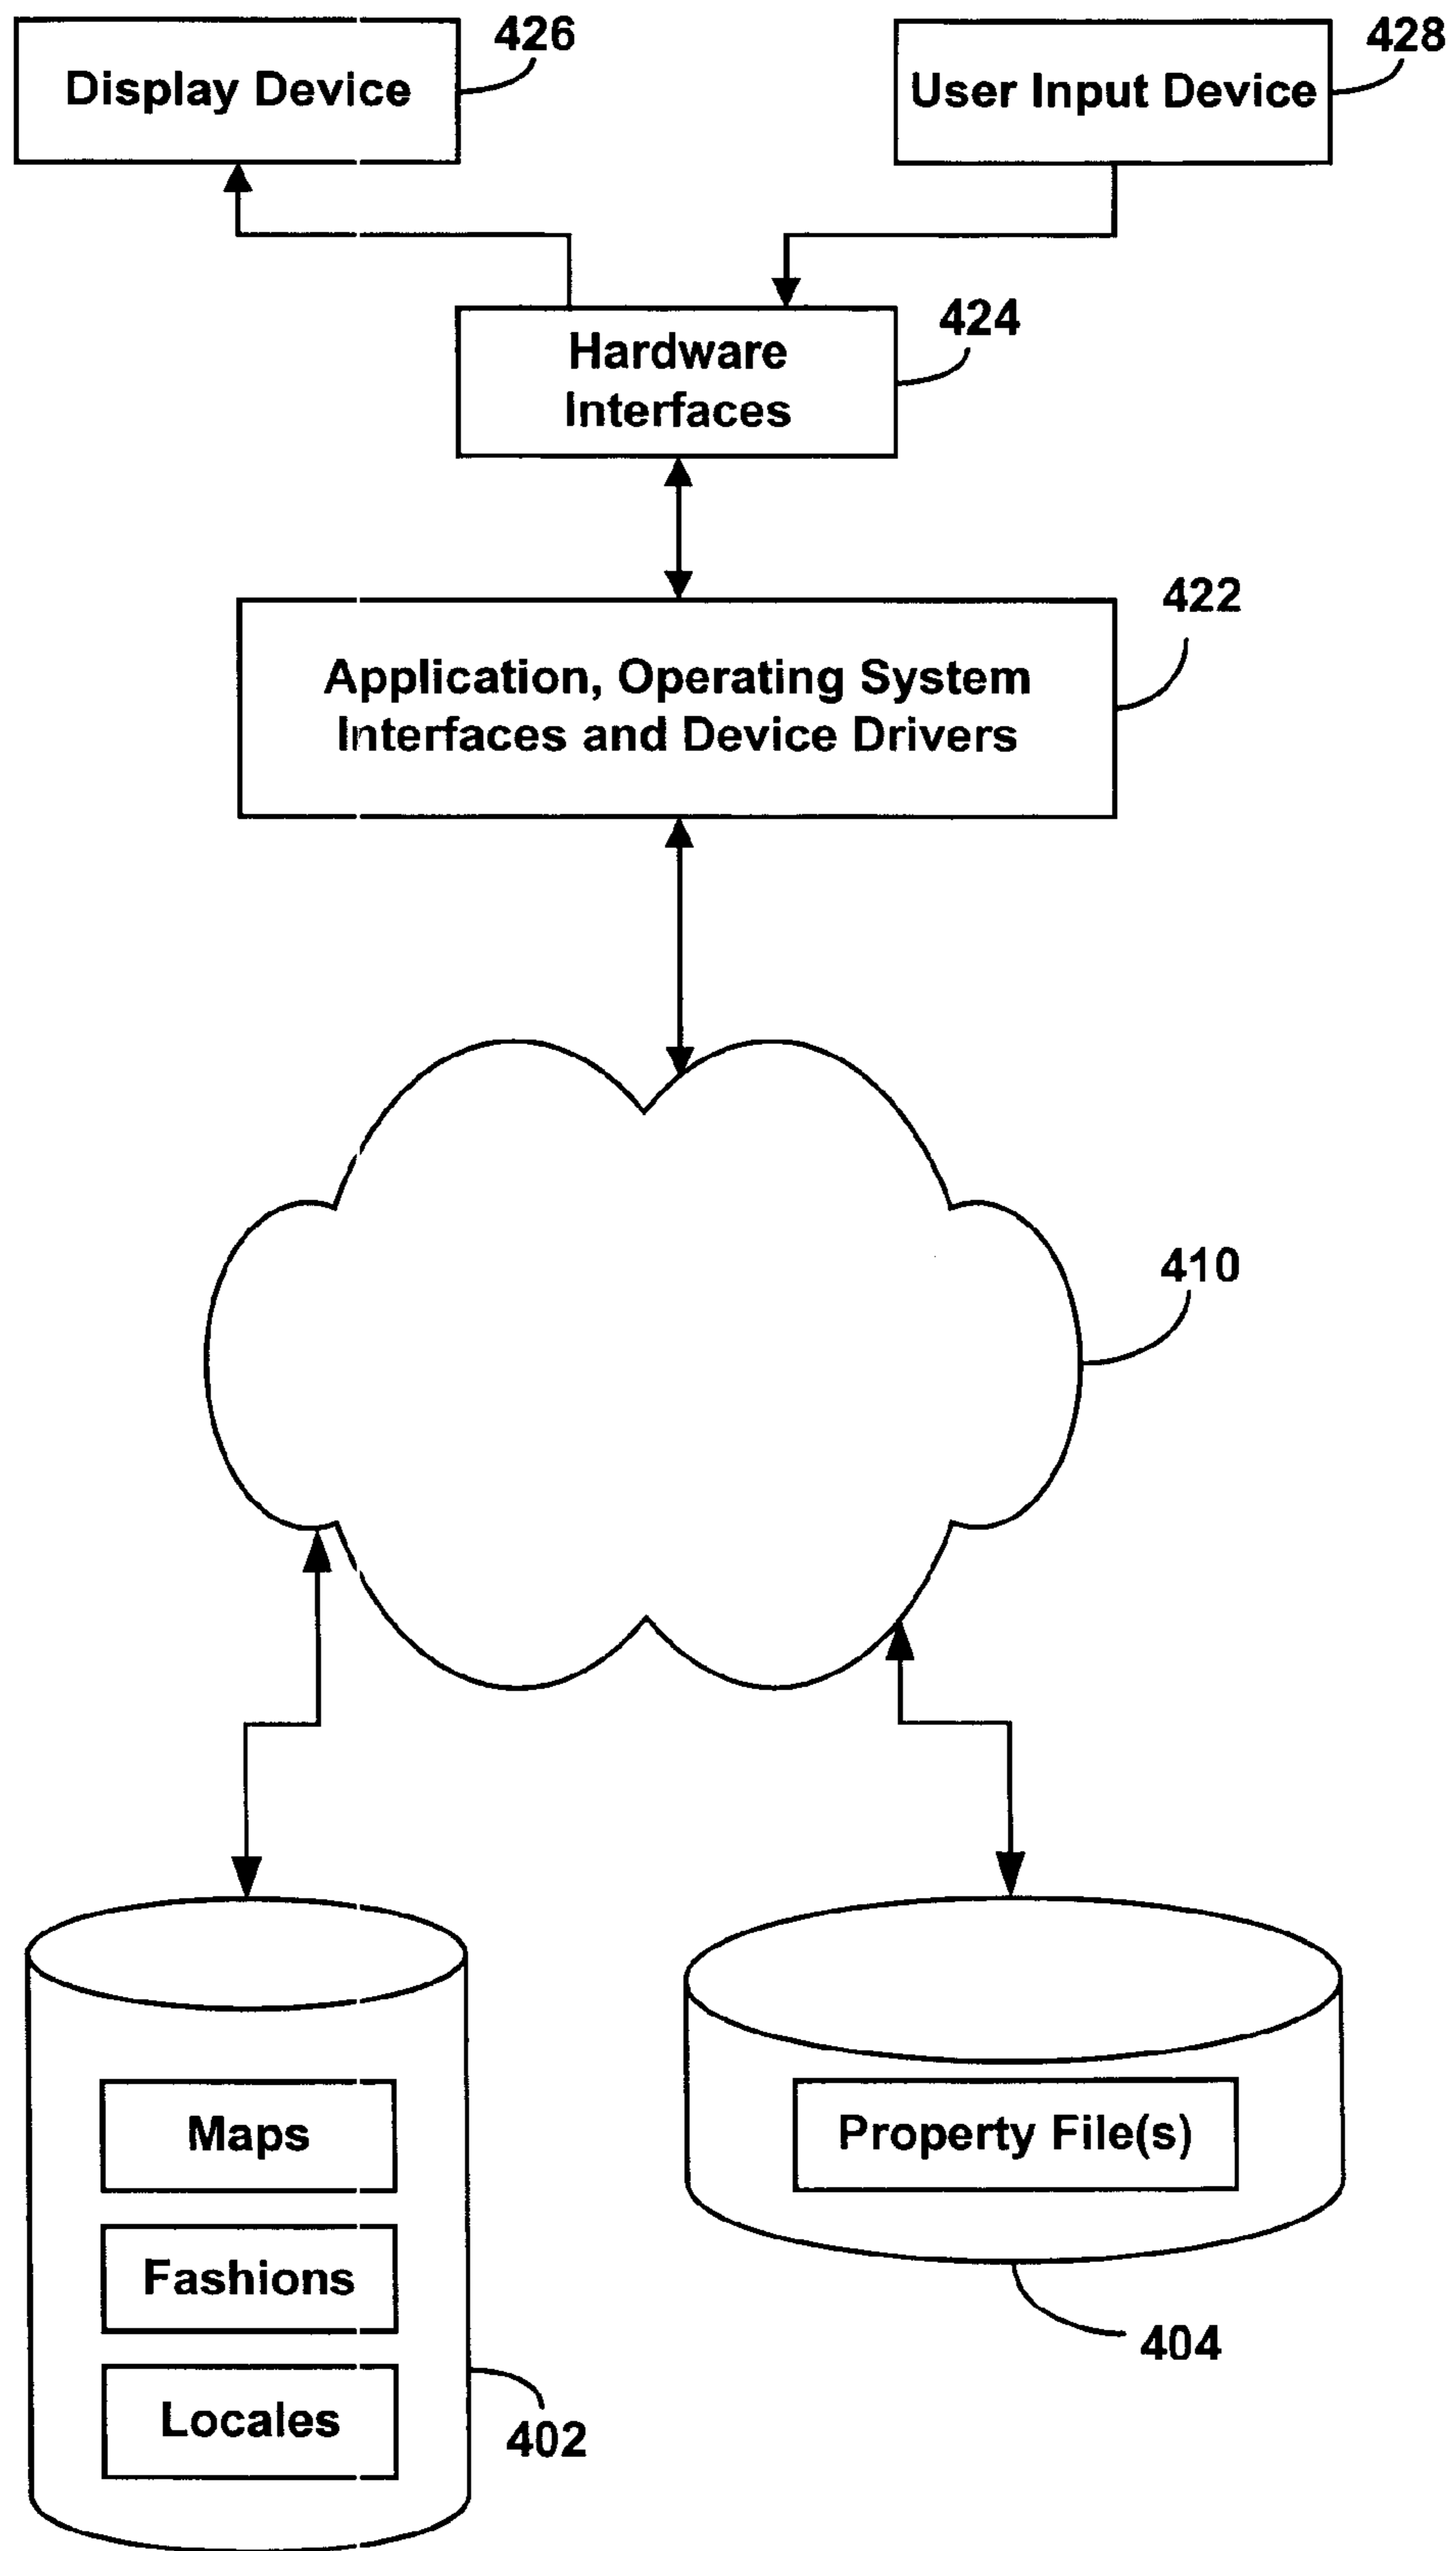 426
428
Display Device
User Input Device
424
Hardware
Interfaces
422
Application, Operating System
Interfaces and Device Drivers
410
Maps
Property File(s)
Fashions
404
Locales
402